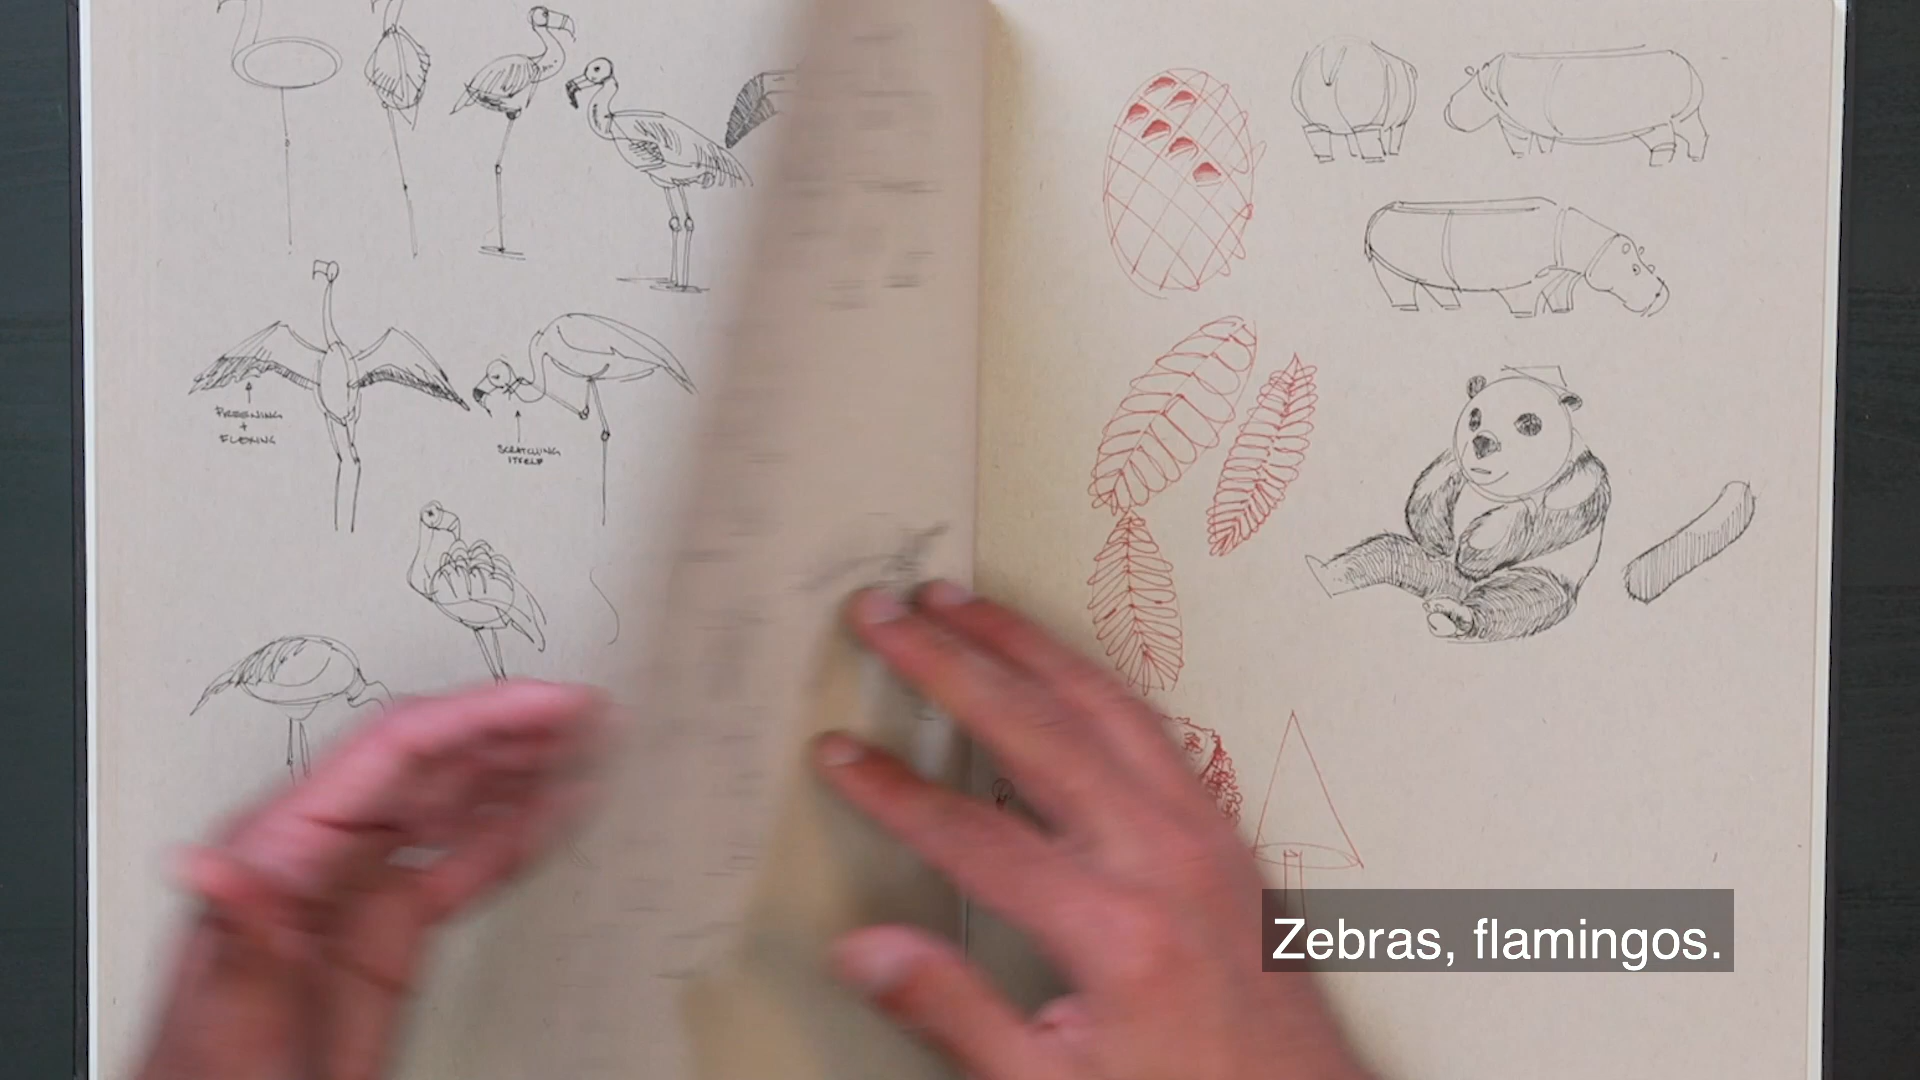 PREENING
+
FLEXING
SCRATCHING
ITSELF
Zebras, flamingos.